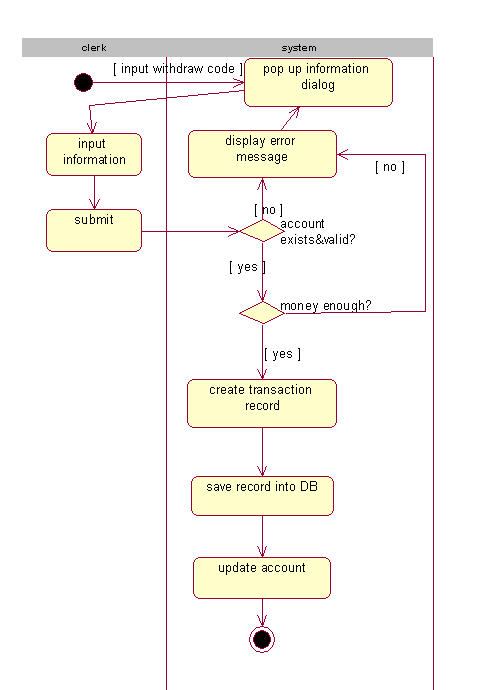 clerk
system
[ input withdraw code ]
pop up information
dialog
input
information
display error
message
[ no ]
submit
[ no ]
account
exists&valid?
[ yes ]
money enough?
[ yes ]
create transaction
record
save record into DB
update account